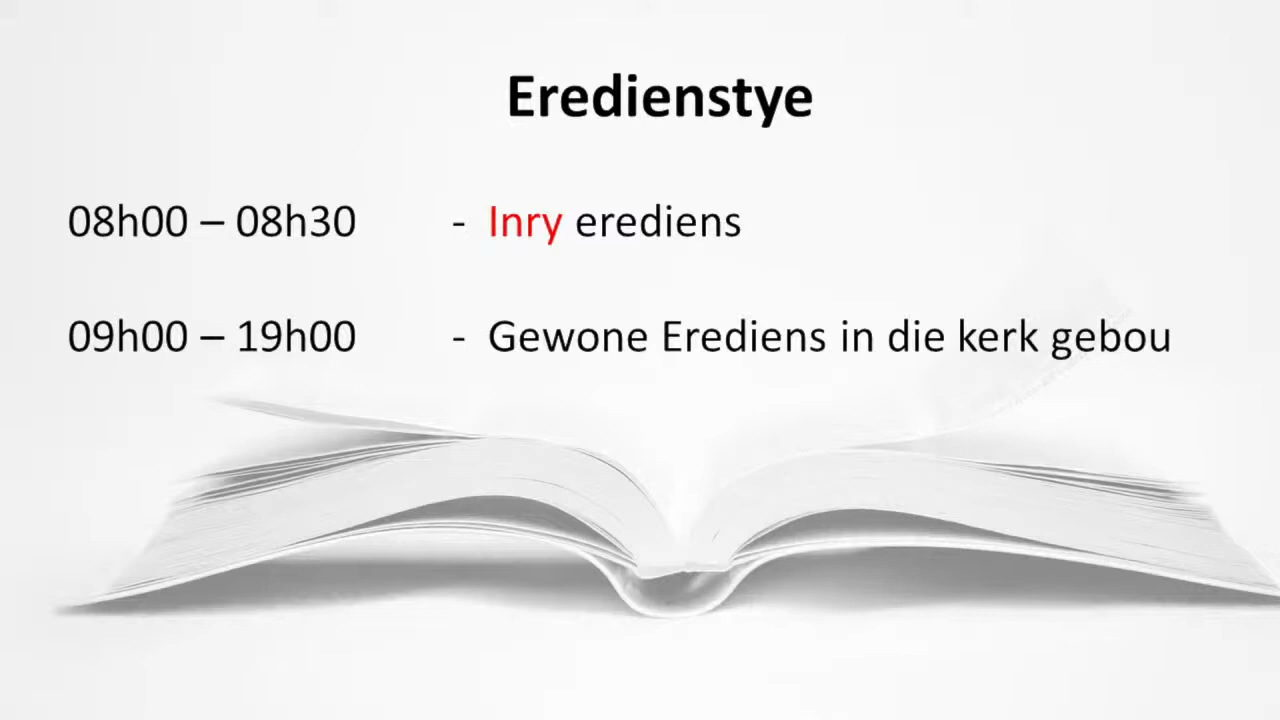 Eredienstye
08h00 – 08h30 - Inry erediens
09h00 – 19h00 - Gewone Erediens in die kerk gebou